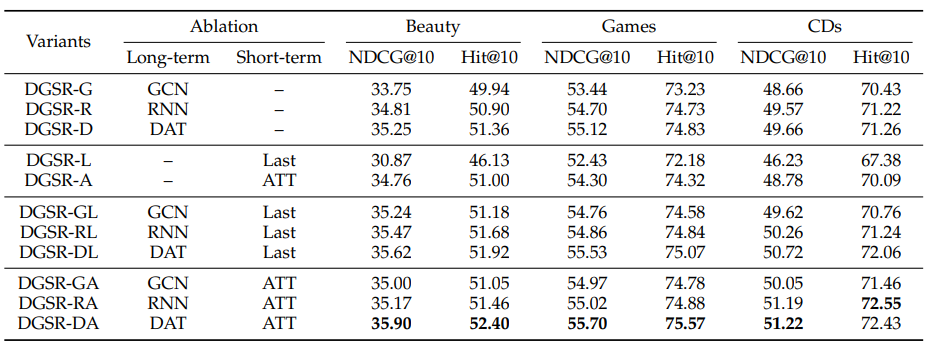 Variants Ablation Beauty Games CDs
Long-term Short-term NDCG@10 Hit@10 NDCG@10 Hit@10 NDCG@10 Hit@10
DGSR-G GCN – 33.75 49.94 53.44 73.23 48.66 70.43
DGSR-R RNN – 34.81 50.90 54.70 74.73 49.57 71.22
DGSR-D DAT – 35.25 51.36 55.12 74.83 49.66 71.26
DGSR-L – Last 30.87 46.13 52.43 72.18 46.23 67.38
DGSR-A – ATT 34.76 51.00 54.30 74.32 48.78 70.09
DGSR-GL GCN Last 35.24 51.18 54.76 74.58 49.62 70.76
DGSR-RL RNN Last 35.47 51.68 54.86 74.84 50.26 71.24
DGSR-DL DAT Last 35.62 51.92 55.53 75.07 50.72 72.06
DGSR-GA GCN ATT 35.00 51.05 54.97 74.78 50.05 71.46
DGSR-RA RNN ATT 35.17 51.46 55.02 74.88 51.19 72.55
DGSR-DA DAT ATT 35.90 52.40 55.70 75.57 51.22 72.43